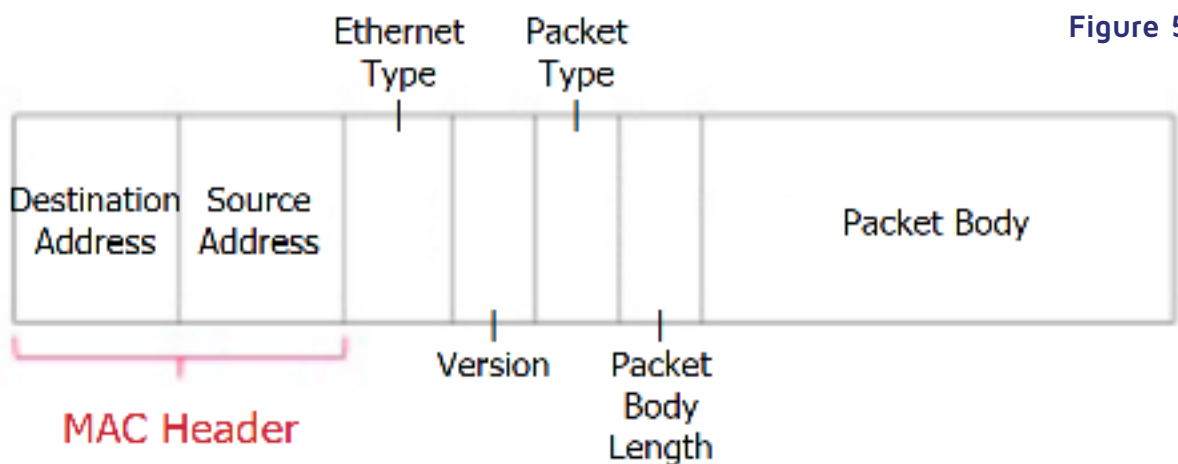 Figure 5
Ethernet
Type
Packet
Type
Destination
Address
Source
Address
Packet Body
Version
Packet
Body
Length
MAC Header